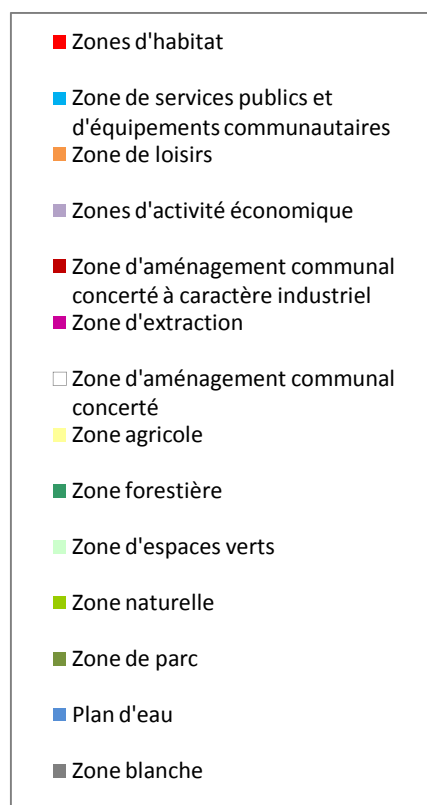 Zones d'habitat
Zone de services publics et
d'équipements communautaires
Zone de loisirs
Zones d'activité économique
Zone d'aménagement communal
concerté à caractère industriel
Zone d'extraction
Zone d'aménagement communal
concerté
Zone agricole
Zone forestière
Zone d'espaces verts
Zone naturelle
Zone de parc
Plan d'eau
Zone blanche